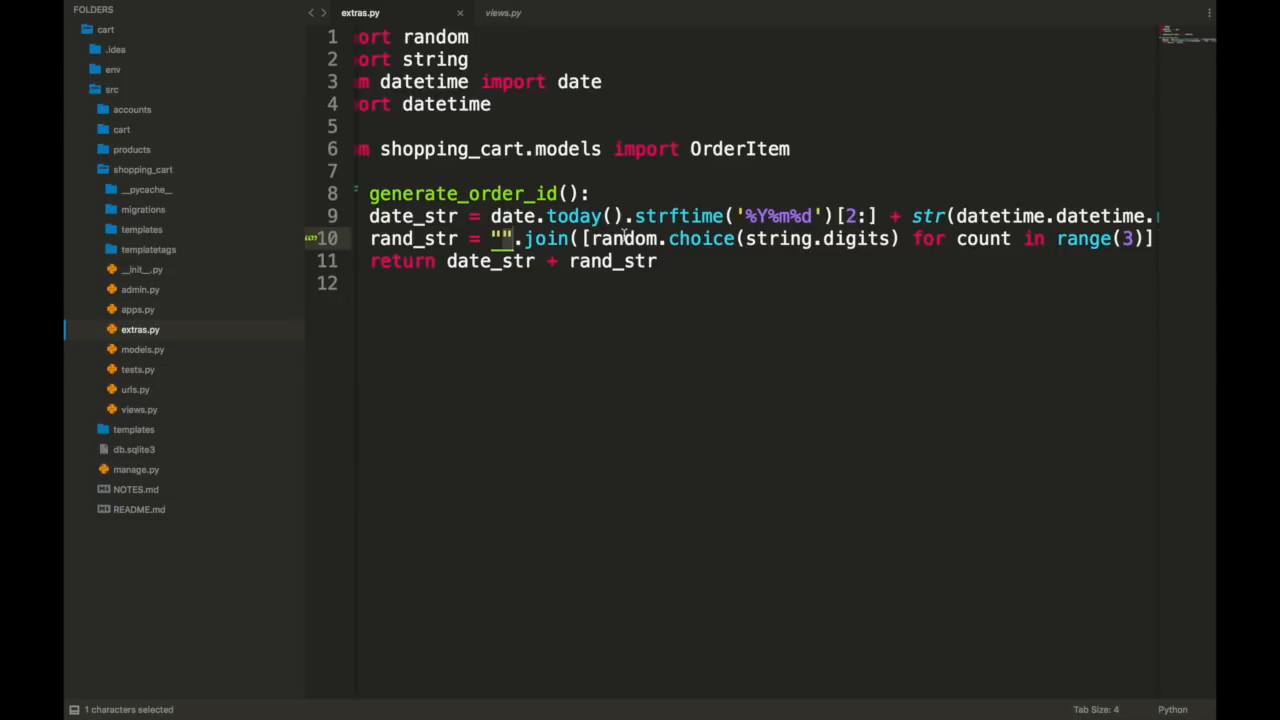 FOLDERS
cart
.idea
env
src
accounts
cart
products
shopping_cart
__pycache__
migrations
templates
templatetags
__init__.py
admin.py
apps.py
extras.py
models.py
tests.py
urls.py
views.py
templates
db.sqlite3
manage.py
NOTES.md
README.md
extras.py × views.py
1 ort random
2 ort string
3 m datetime import date
4 ort datetime
5
6 m shopping_cart.models import OrderItem
7
8 generate_order_id():
9 date_str = date.today().strftime('%Y%m%d')[2:] + str(datetime.datetime.
10 rand_str = "".join([random.choice(string.digits) for count in range(3)]
11 return date_str + rand_str
12
1 characters selected
Tab Size: 4 Python